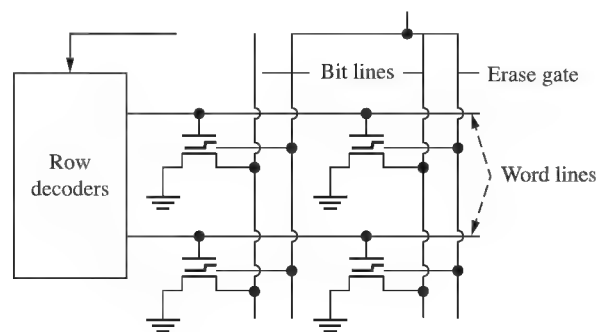 Bit lines
Erase gate
Row
decoders
Word lines